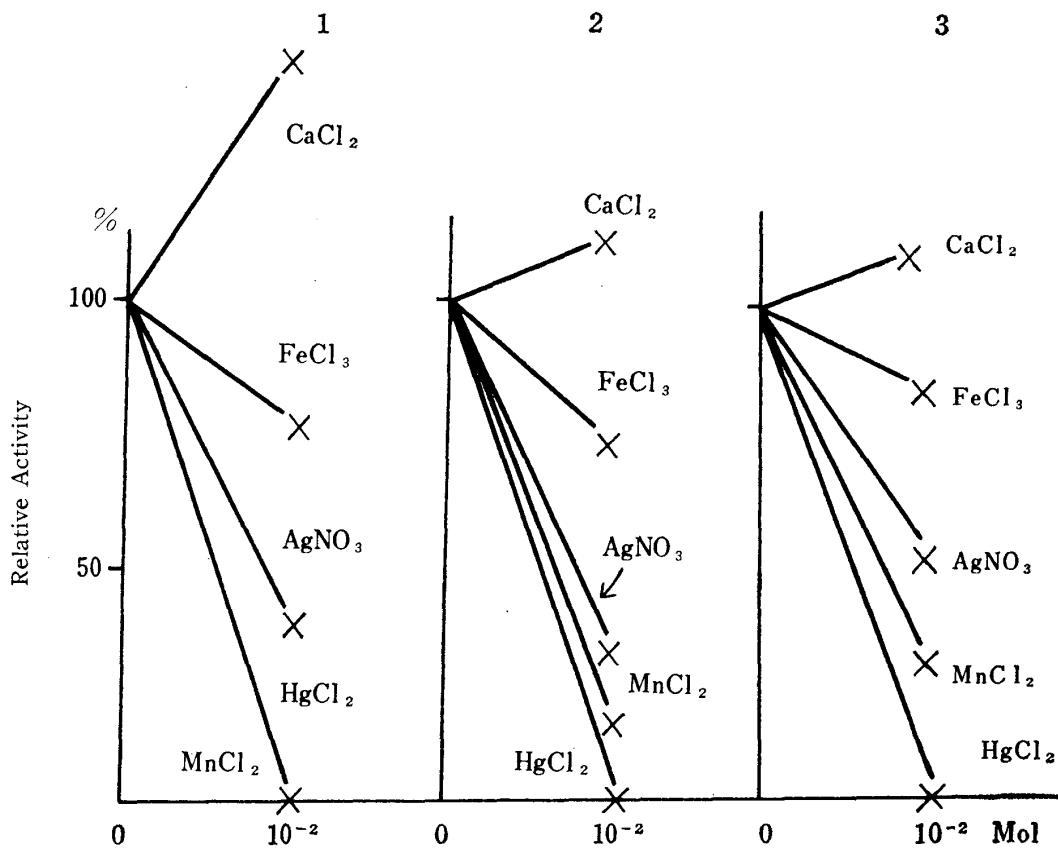 1 2 3
CaCl₂
%
CaCl₂
CaCl₂
100
FeCl₃
FeCl₃
FeCl₃
Relative Activity
AgNO₃
AgNO₃
AgNO₃
50
HgCl₂
MnCl₂
MnCl₂
MnCl₂
HgCl₂
HgCl₂
0 10⁻² 0 10⁻² 0 10⁻² Mol